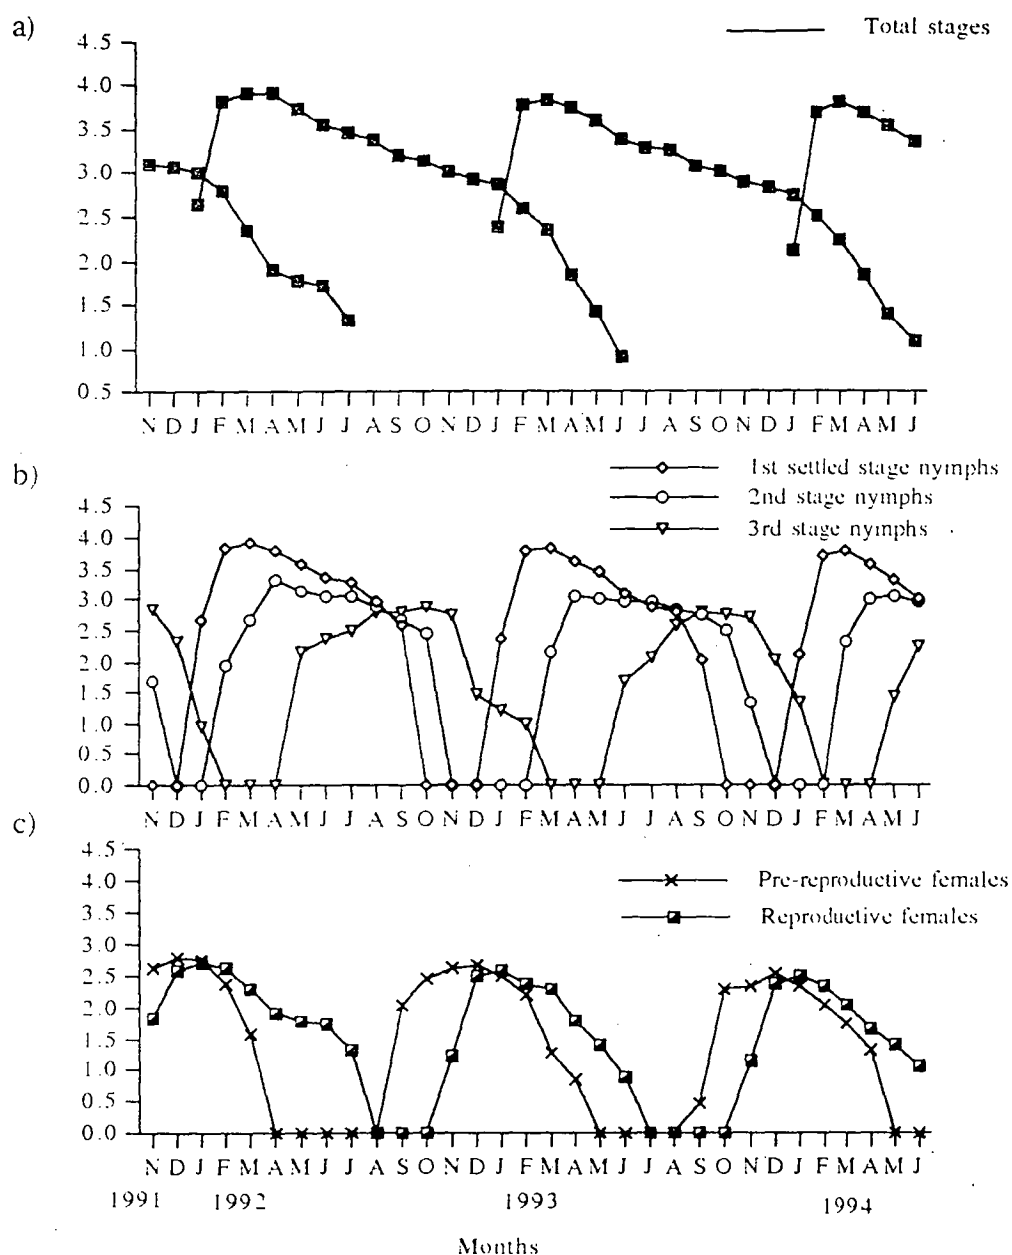 a)
Total stages
4.5
4.0
3.5
3.0
2.5
2.0
1.5
1.0
0.5
N D J F M A M J J A S O N D J F M A M J J A S O N D J F M A M J
b)
1st settled stage nymphs
2nd stage nymphs
3rd stage nymphs
4.5
4.0
3.5
3.0
2.5
2.0
1.5
1.0
0.5
0.0
N D J F M A M J J A S O N D J F M A M J J A S O N D J F M A M J
c)
Pre-reproductive females
Reproductive females
4.5
4.0
3.5
3.0
2.5
2.0
1.5
1.0
0.5
0.0
N D J F M A M J J A S O N D J F M A M J J A S O N D J F M A M J
1991 1992 1993 1994
Months